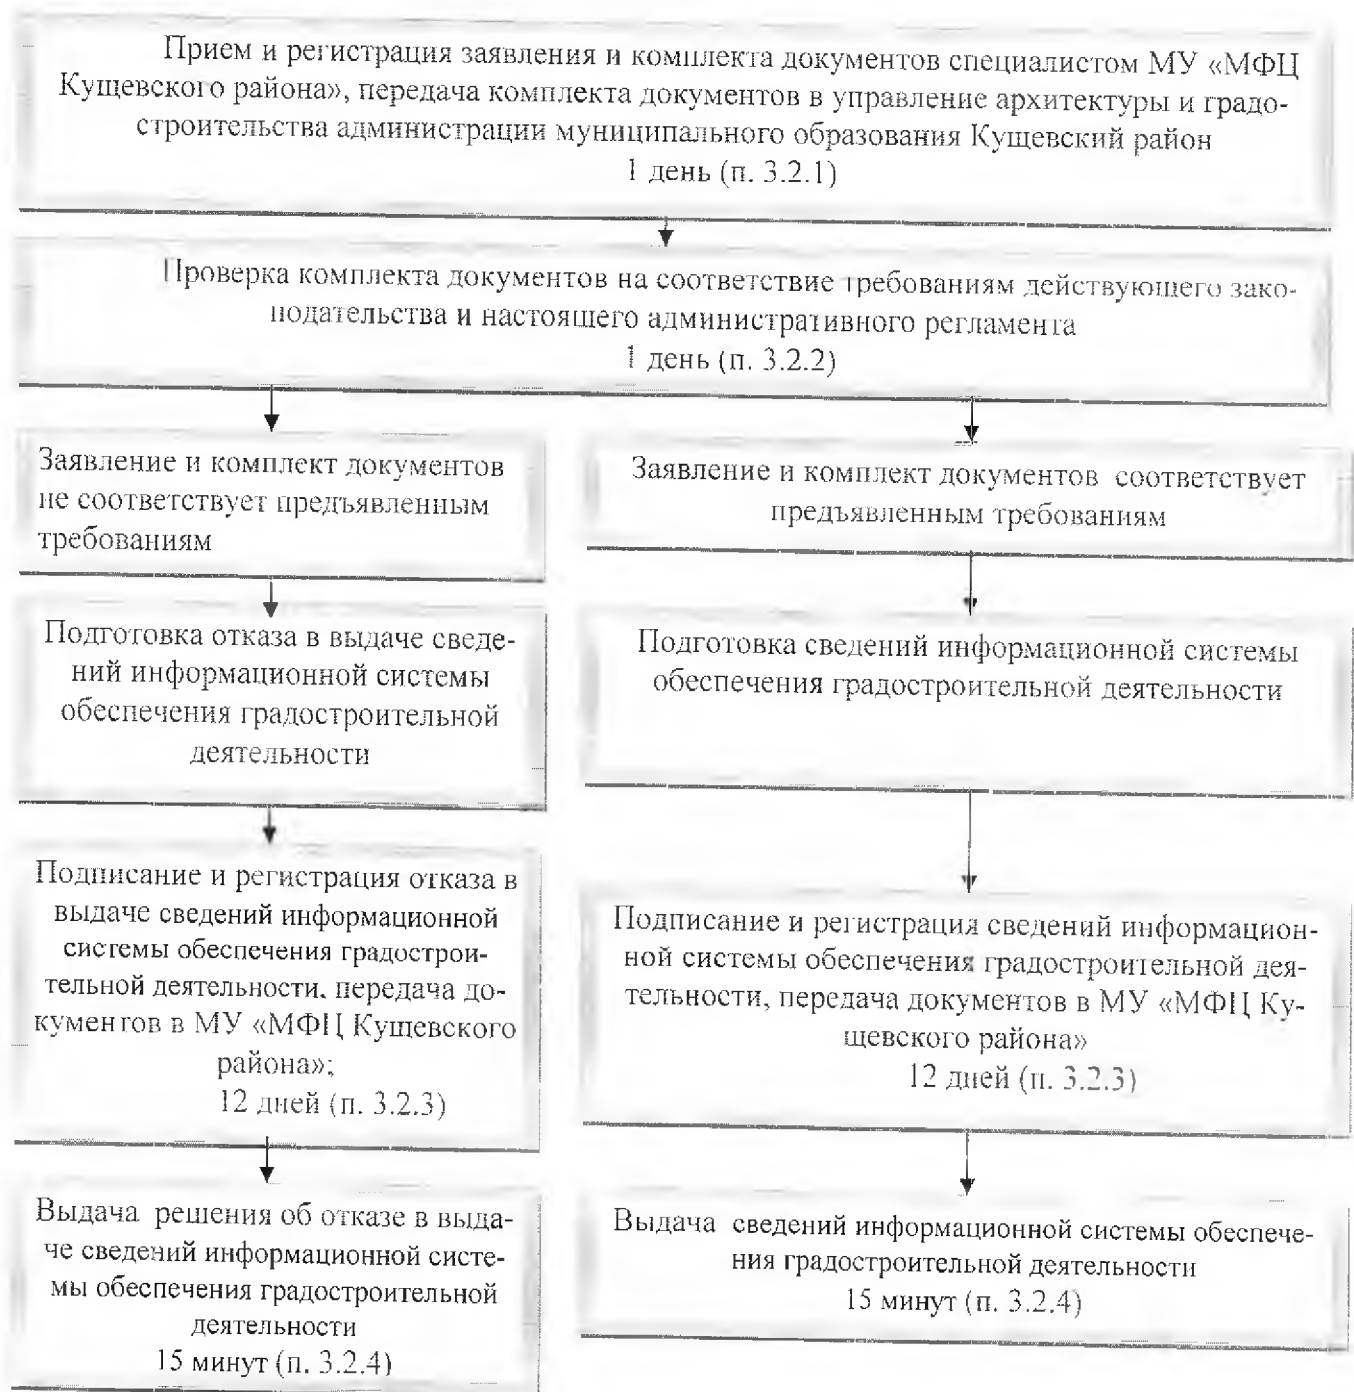 Прием и регистрация заявления и комплекта документов специалистом МУ «МФЦ
Кущевского района», передача комплекта документов в управление архитектуры и градо-
строительства администрации муниципального образования Кущевский район
1 день (п. 3.2.1)
Проверка комплекта документов на соответствие требованиям действующего зако-
нодательства и настоящего административного регламента
1 день (п. 3.2.2)
Заявление и комплект документов
не соответствует предъявленным
требованиям
Заявление и комплект документов соответствует
предъявленным требованиям
Подготовка отказа в выдаче сведе-
ний информационной системы
обеспечения градостроительной
деятельности
Подготовка сведений информационной системы
обеспечения градостроительной деятельности
Подписание и регистрация отказа в
выдаче сведений информационной
системы обеспечения градострои-
тельной деятельности, передача до-
кументов в МУ «МФЦ Кущевского
района»;
12 дней (п. 3.2.3)
Подписание и регистрация сведений информацион-
ной системы обеспечения градостроительной дея-
тельности, передача документов в МУ «МФЦ Ку-
щевского района»
12 дней (п. 3.2.3)
Выдача решения об отказе в выда-
че сведений информационной систе-
мы обеспечения градостроительной
деятельности
15 минут (п. 3.2.4)
Выдача сведений информационной системы обеспече-
ния градостроительной деятельности
15 минут (п. 3.2.4)